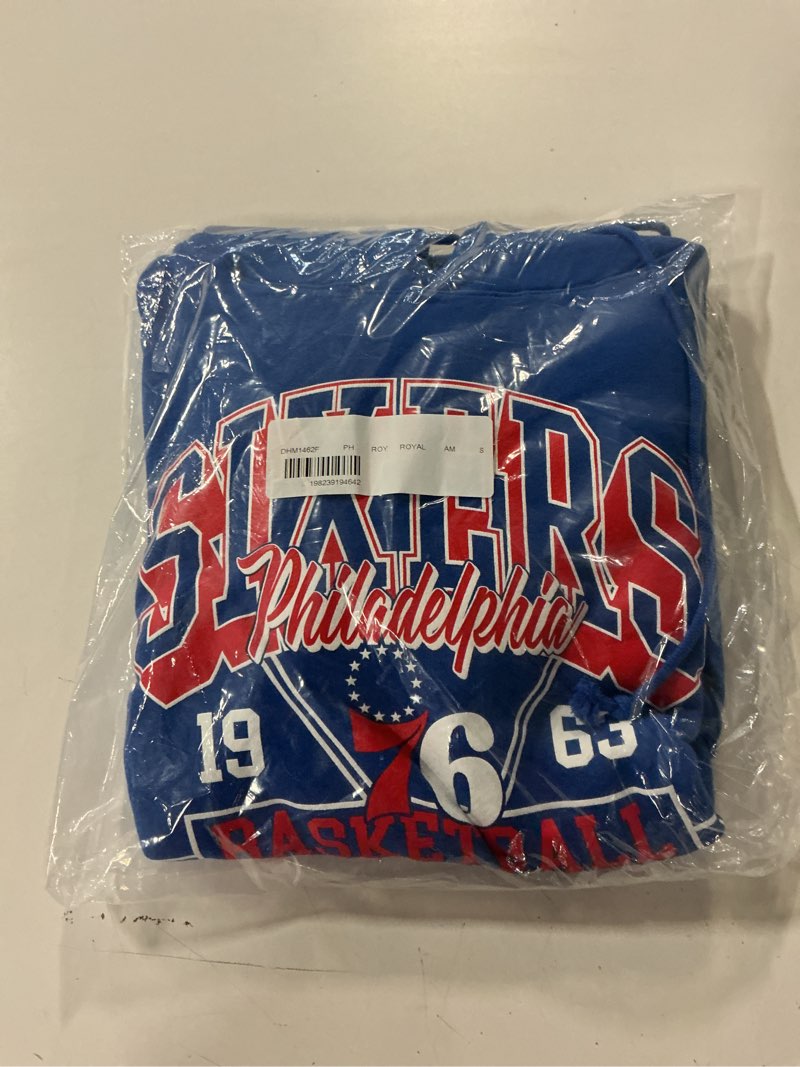 SIXERS
DHM1462F PH ROY ROYAL AM S
198239194642
Philadelphia
19 76 63
BASKETBALL